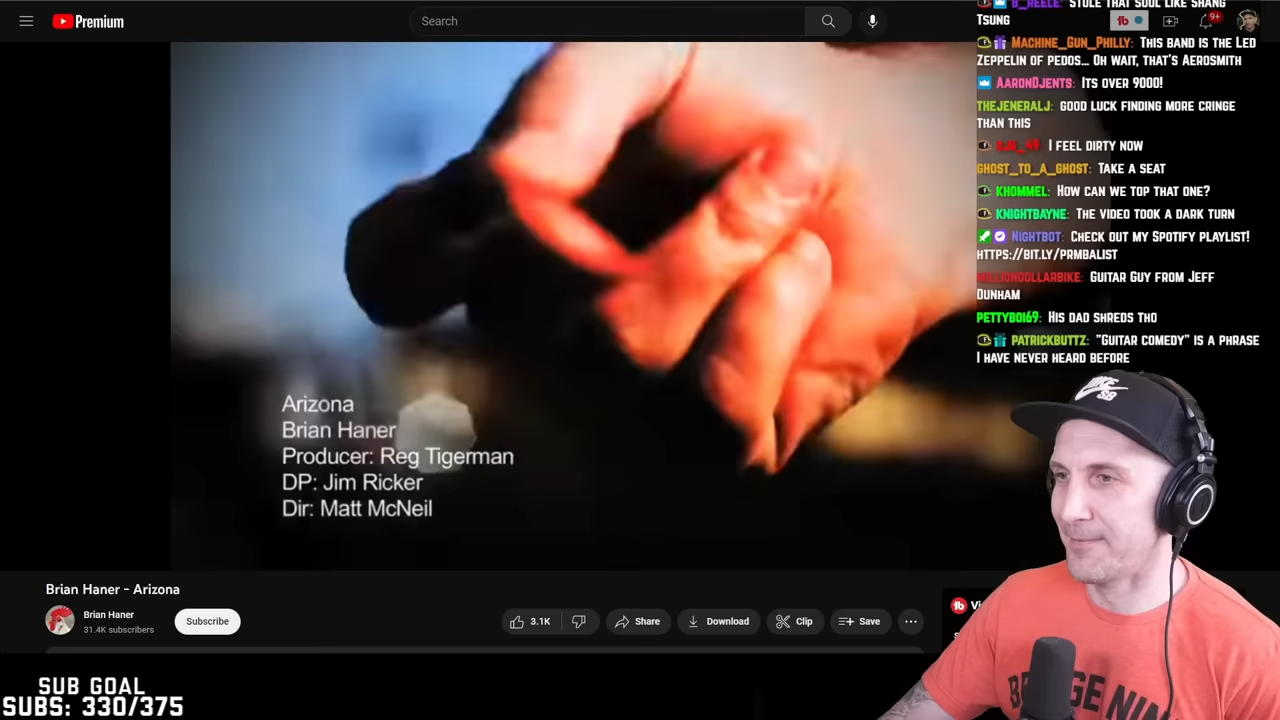 Premium
Search
9+
B_REELE: STOLE THAT SOUL LIKE SHANG
TSUNG
MACHINE_GUN_PHILLY: THIS BAND IS THE LED
ZEPPELIN OF PEDOS... OH WAIT, THAT'S AEROSMITH
AARONDJENTS: ITS OVER 9000!
THEJENERALJ: GOOD LUCK FINDING MORE CRINGE
THAN THIS
I FEEL DIRTY NOW
GHOST_TO_A_GHOST: TAKE A SEAT
KHOMMEL: HOW CAN WE TOP THAT ONE?
KNIGHTBAYNE: THE VIDEO TOOK A DARK TURN
NIGHTBOT: CHECK OUT MY SPOTIFY PLAYLIST!
HTTPS://BIT.LY/PRMBALIST
MILLIONDOLLARBIKE: GUITAR GUY FROM JEFF
DUNHAM
PETTYBOI69: HIS DAD SHREDS THO
PATRICKBUTTZ: "GUITAR COMEDY" IS A PHRASE
I HAVE NEVER HEARD BEFORE
Arizona
Brian Haner
Producer: Reg Tigerman
DP: Jim Ricker
Dir: Matt McNeil
Brian Haner - Arizona
Brian Haner
31.4K subscribers
Subscribe
3.1K
Share
Download
Clip
Save
SUB GOAL
SUBS: 330/375